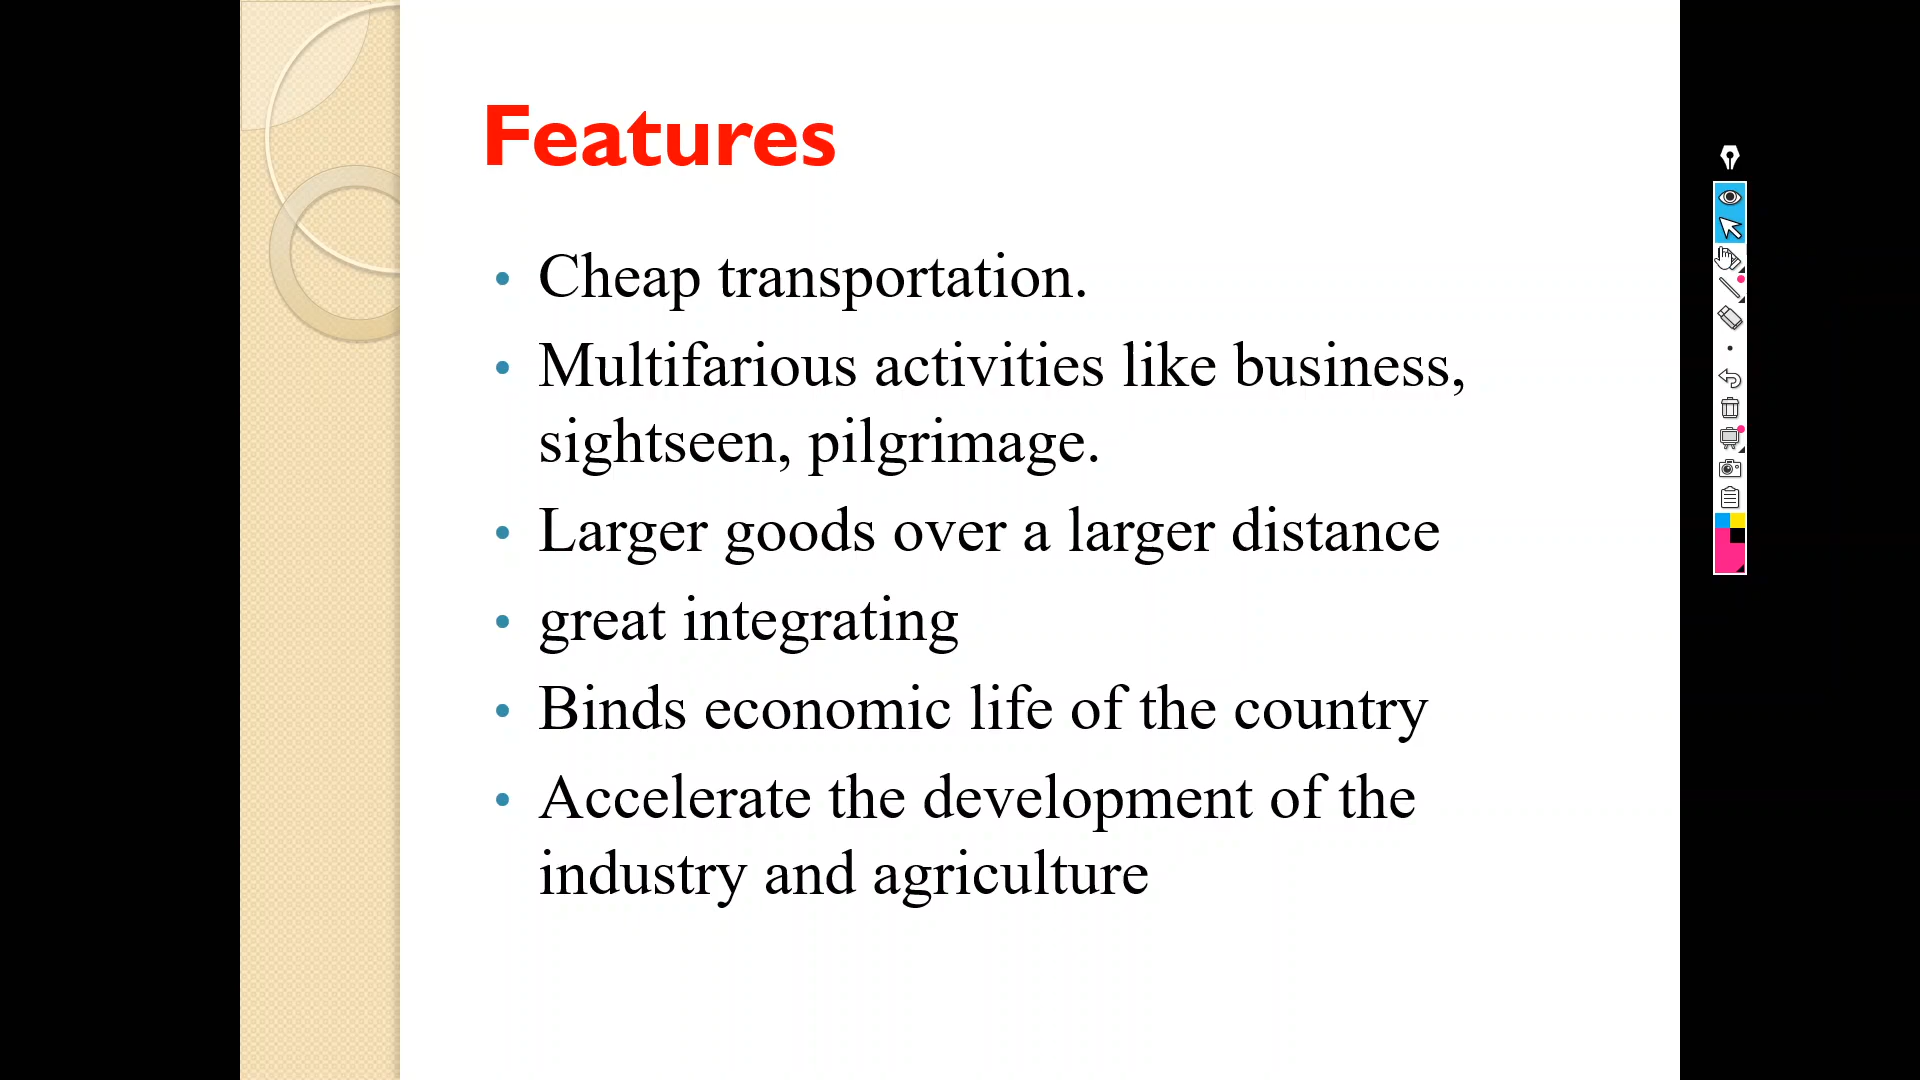 Features
• Cheap transportation.
• Multifarious activities like business,
sightseen, pilgrimage.
• Larger goods over a larger distance
• great integrating
• Binds economic life of the country
• Accelerate the development of the
industry and agriculture